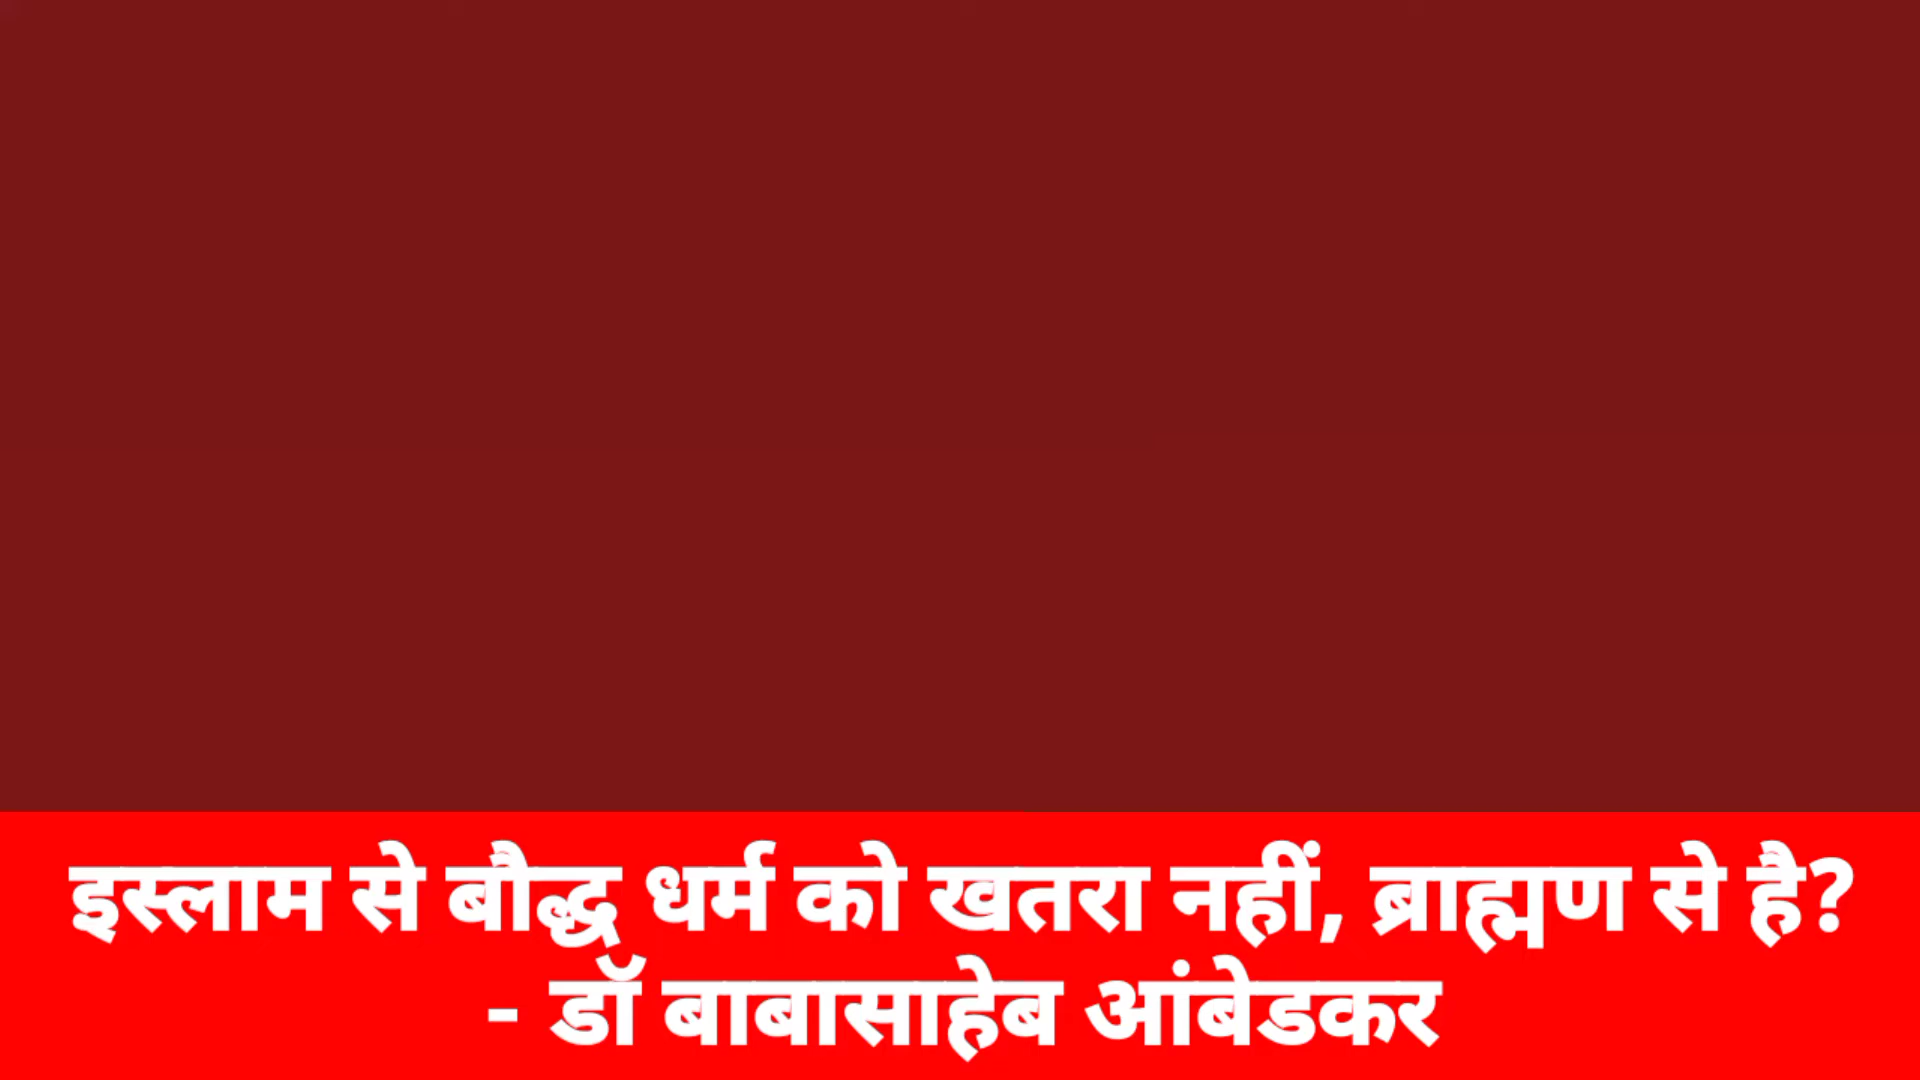 इस्लाम से बौद्ध धर्म को खतरा नहीं, ब्राह्मण से है?
- डॉ बाबासाहेब आंबेडकर